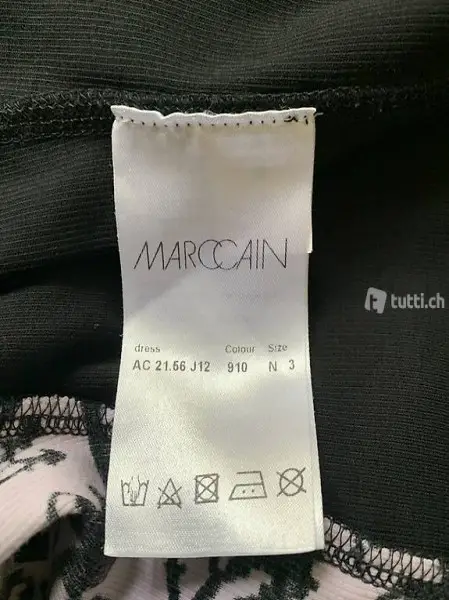 MARCCAIN
tutti.ch
dress Colour Size
AC 21.56 J12 910 N 3